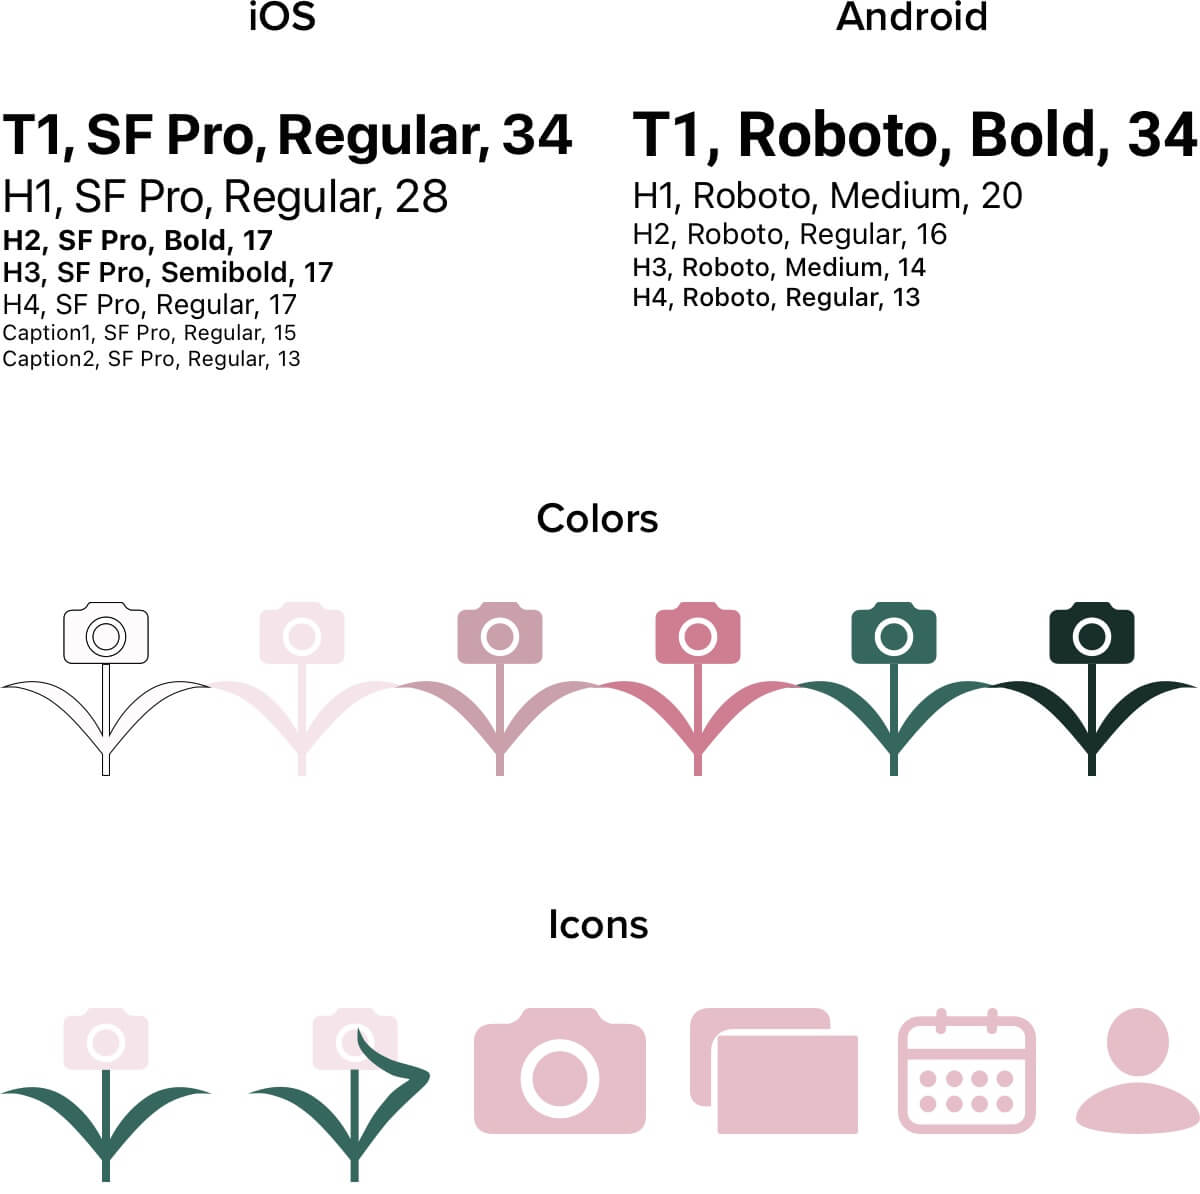 iOS
T1, SF Pro, Regular, 34
H1, SF Pro, Regular, 28
H2, SF Pro, Bold, 17
H3, SF Pro, Semibold, 17
H4, SF Pro, Regular, 17
Caption1, SF Pro, Regular, 15
Caption2, SF Pro, Regular, 13
Android
T1, Roboto, Bold, 34
H1, Roboto, Medium, 20
H2, Roboto, Regular, 16
H3, Roboto, Medium, 14
H4, Roboto, Regular, 13
Colors
Icons